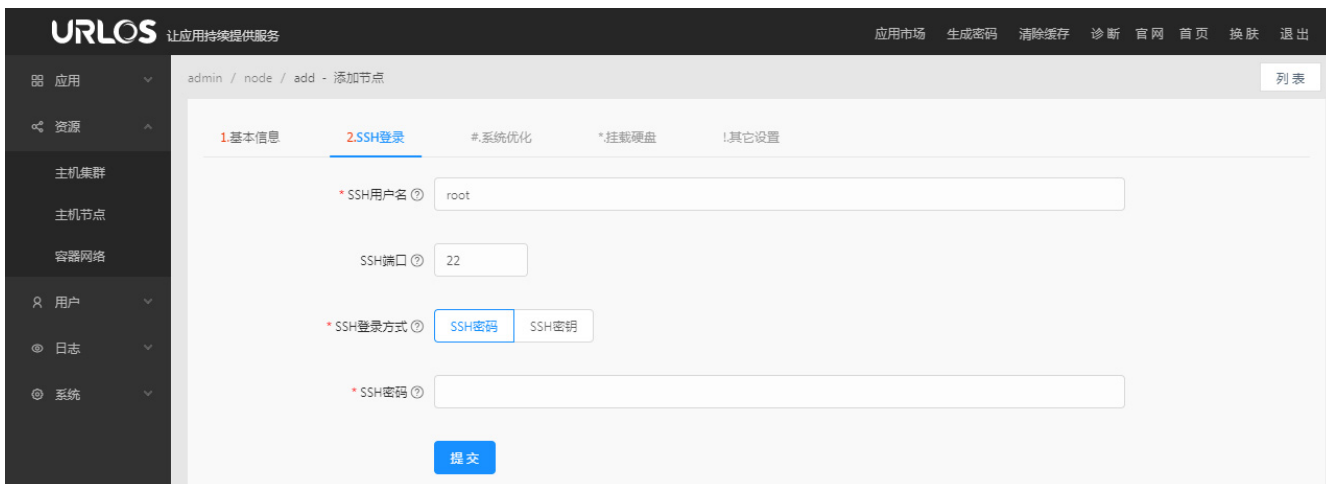 URLOS 让应用持续提供服务 应用市场 生成密码 清除缓存 诊断 官网 首页 换肤 退出
应用
admin / node / add - 添加节点 列表
资源
1.基本信息 2.SSH登录 #.系统优化 *.挂载硬盘 !.其它设置
主机集群
* SSH用户名 ? root
主机节点
容器网络
SSH端口 ? 22
用户
* SSH登录方式 ? SSH密码 SSH密钥
日志
系统
* SSH密码 ?
提交